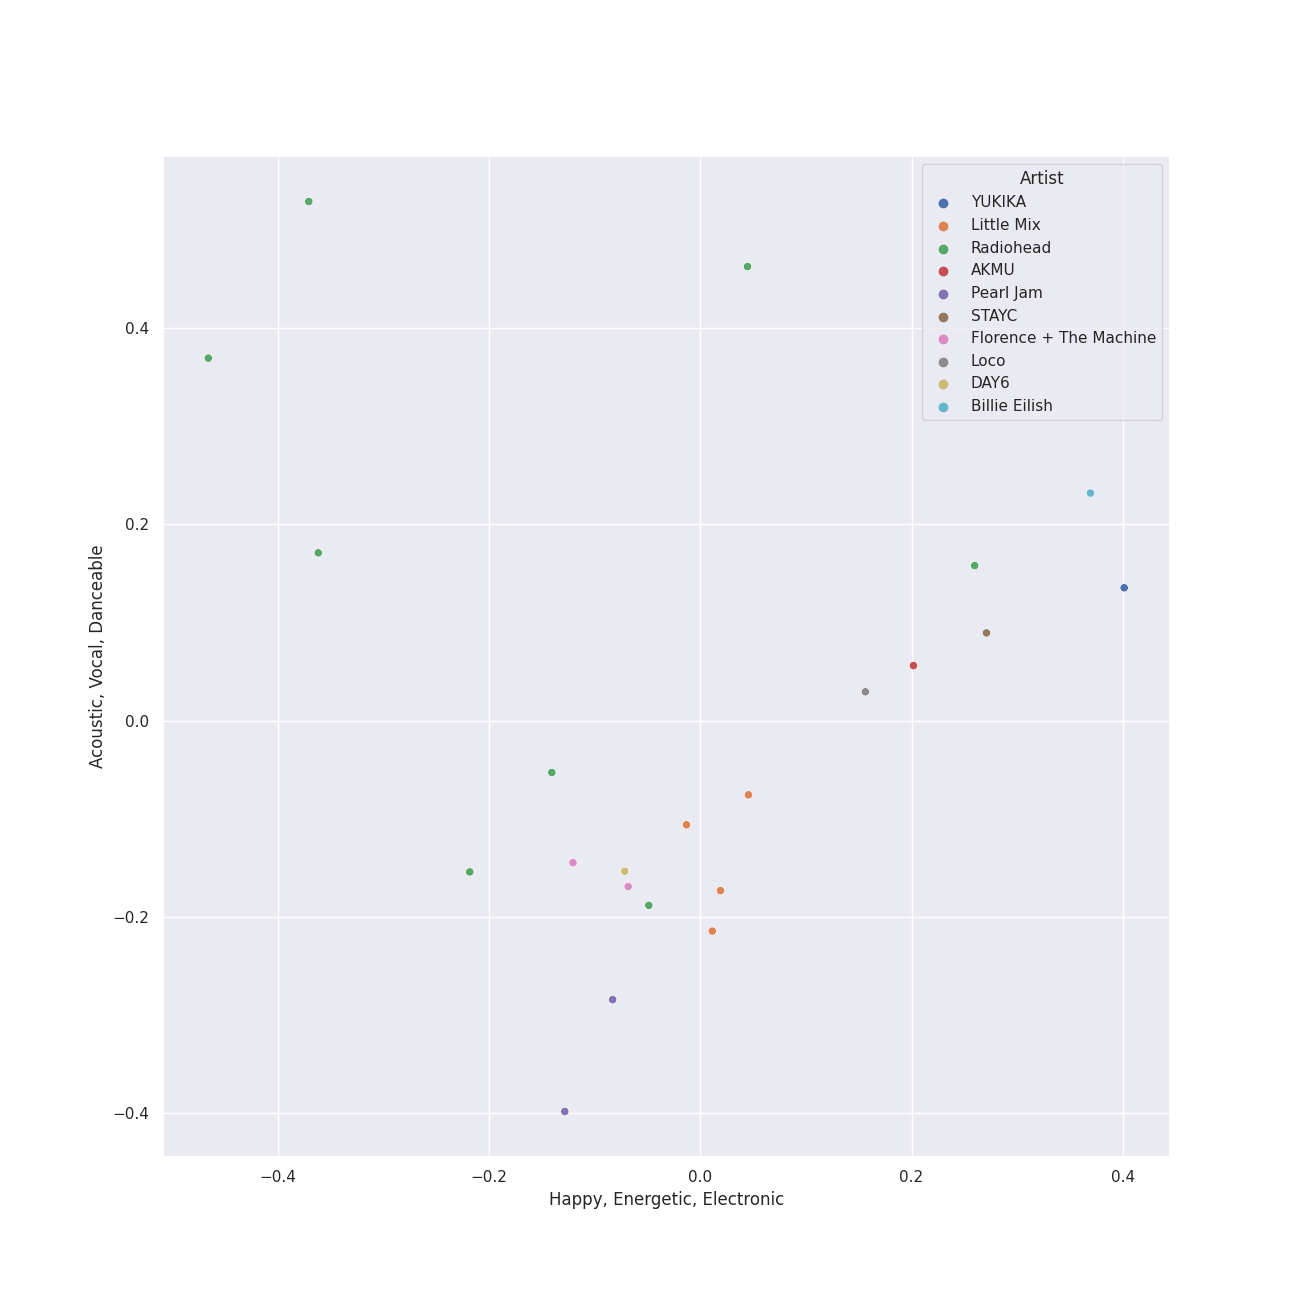 Artist
YUKIKA
Little Mix
Radiohead
AKMU
Pearl Jam
STAYC
Florence + The Machine
Loco
DAY6
Billie Eilish
0.4
0.2
0.0
−0.2
−0.4
Acoustic, Vocal, Danceable
−0.4 −0.2 0.0 0.2 0.4
Happy, Energetic, Electronic